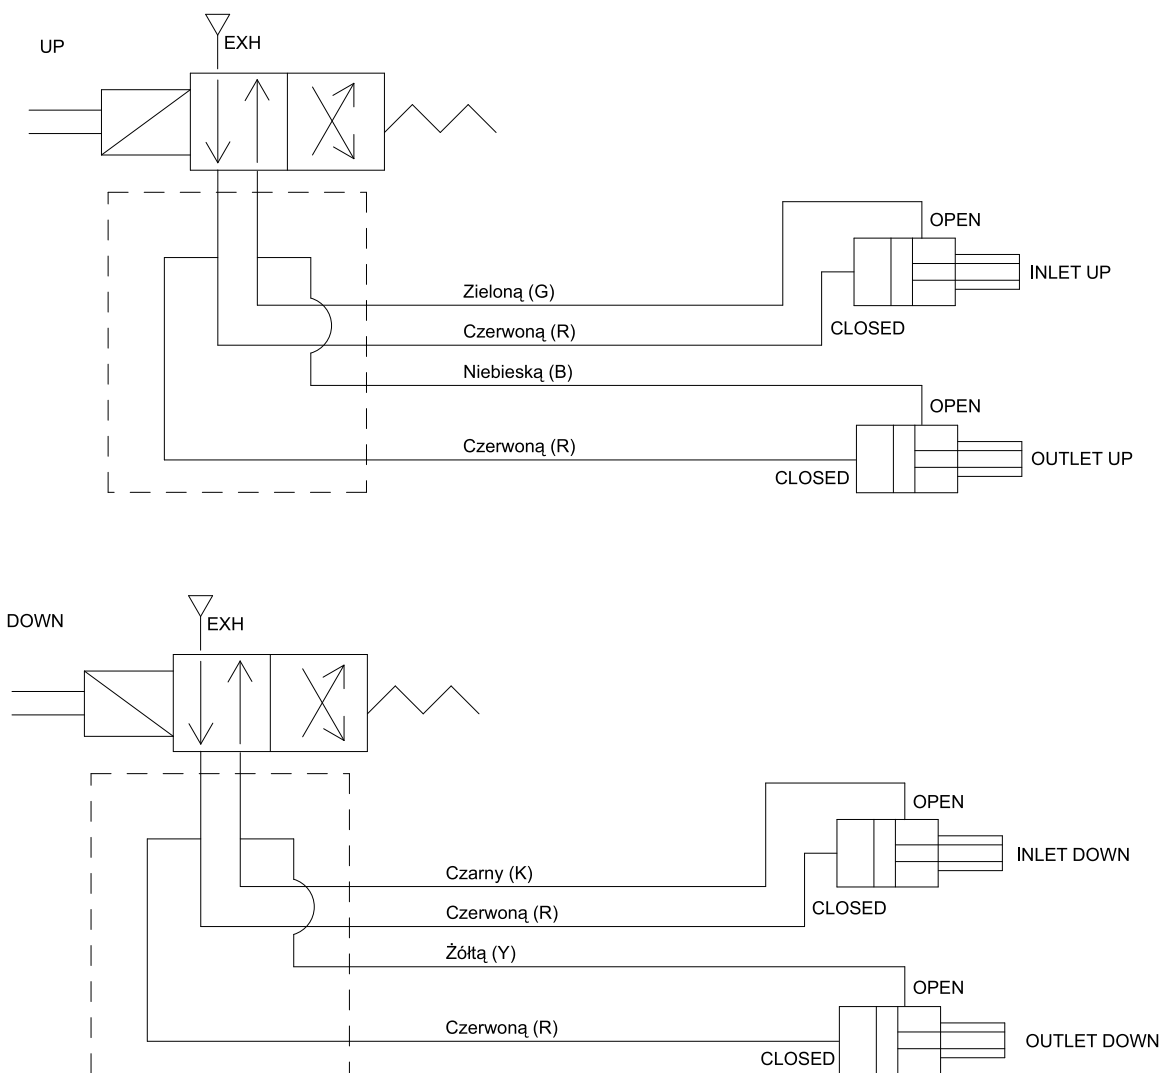 UP
EXH
OPEN
INLET UP
Zieloną (G)
CLOSED
Czerwoną (R)
Niebieską (B)
OPEN
Czerwoną (R)
OUTLET UP
CLOSED
DOWN
EXH
OPEN
INLET DOWN
Czarny (K)
CLOSED
Czerwoną (R)
Żółtą (Y)
OPEN
Czerwoną (R)
OUTLET DOWN
CLOSED